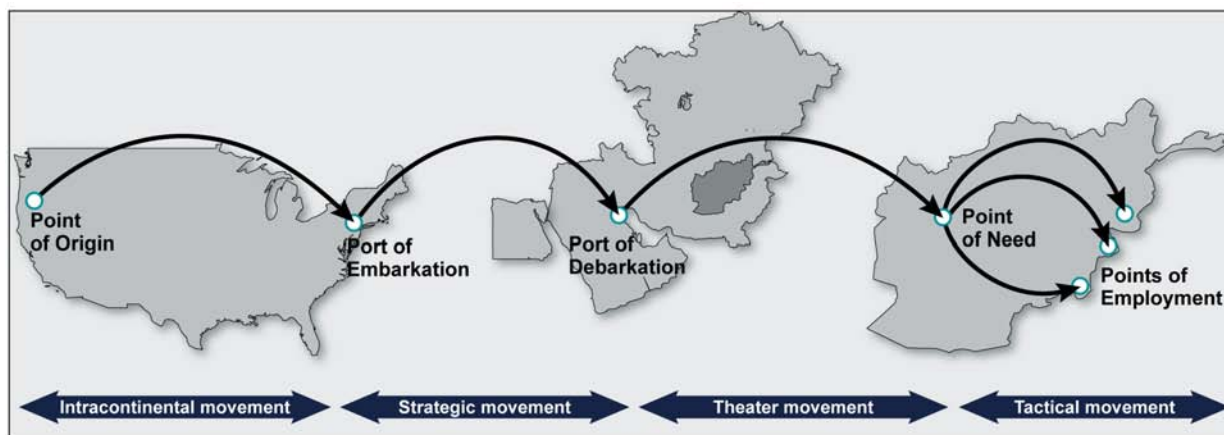 Point
of Origin
Port of
Embarkation
Port of
Debarkation
Point
of Need
Points of
Employment
Intracontinental movement
Strategic movement
Theater movement
Tactical movement